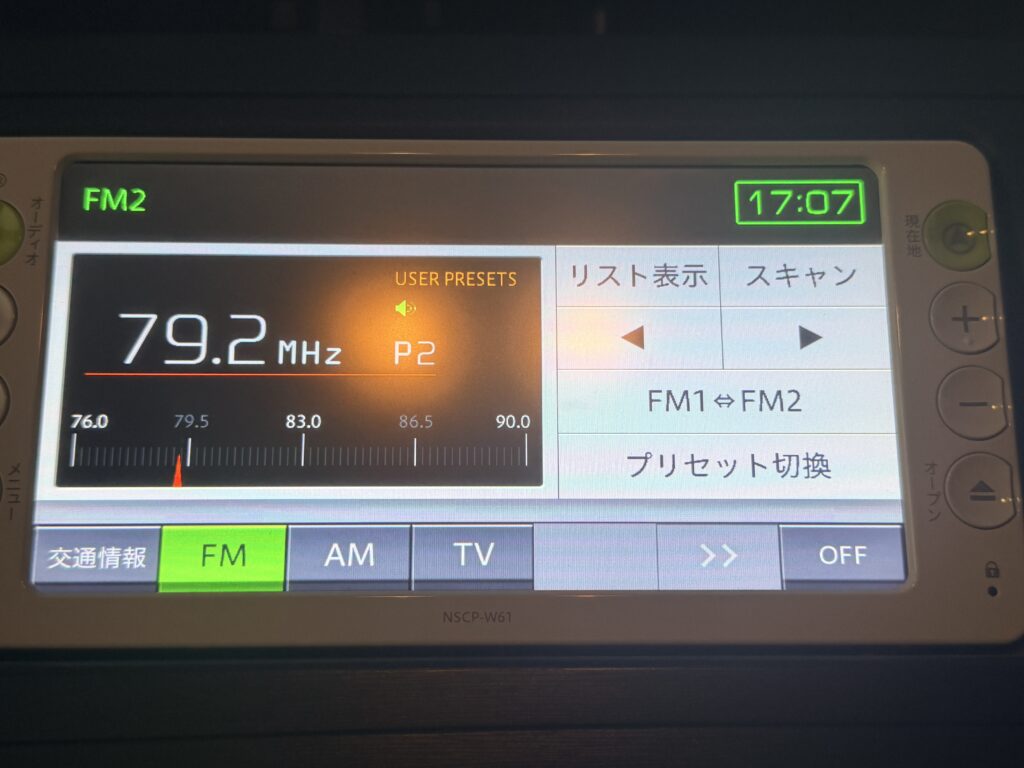 FM2
17:07
オーディオ
現在地
USER PRESETS
79.2 MHz P2
76.0 79.5 83.0 86.5 90.0
リスト表示 スキャン
FM1⇔FM2
プリセット切換
メニュー
オープン
交通情報 FM AM TV >> OFF
NSCP-W61